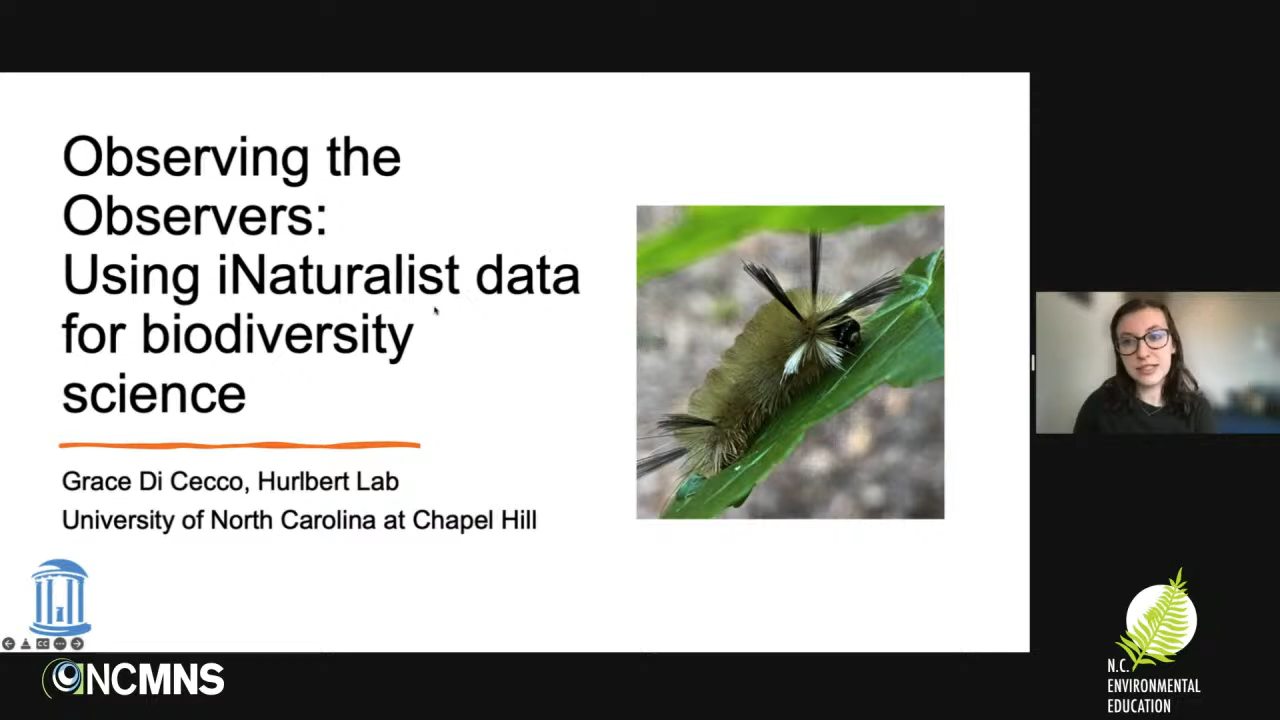 Observing the
Observers:
Using iNaturalist data
for biodiversity
science
Grace Di Cecco, Hurlbert Lab
University of North Carolina at Chapel Hill
CC
NCMNS
N.C.
ENVIRONMENTAL
EDUCATION